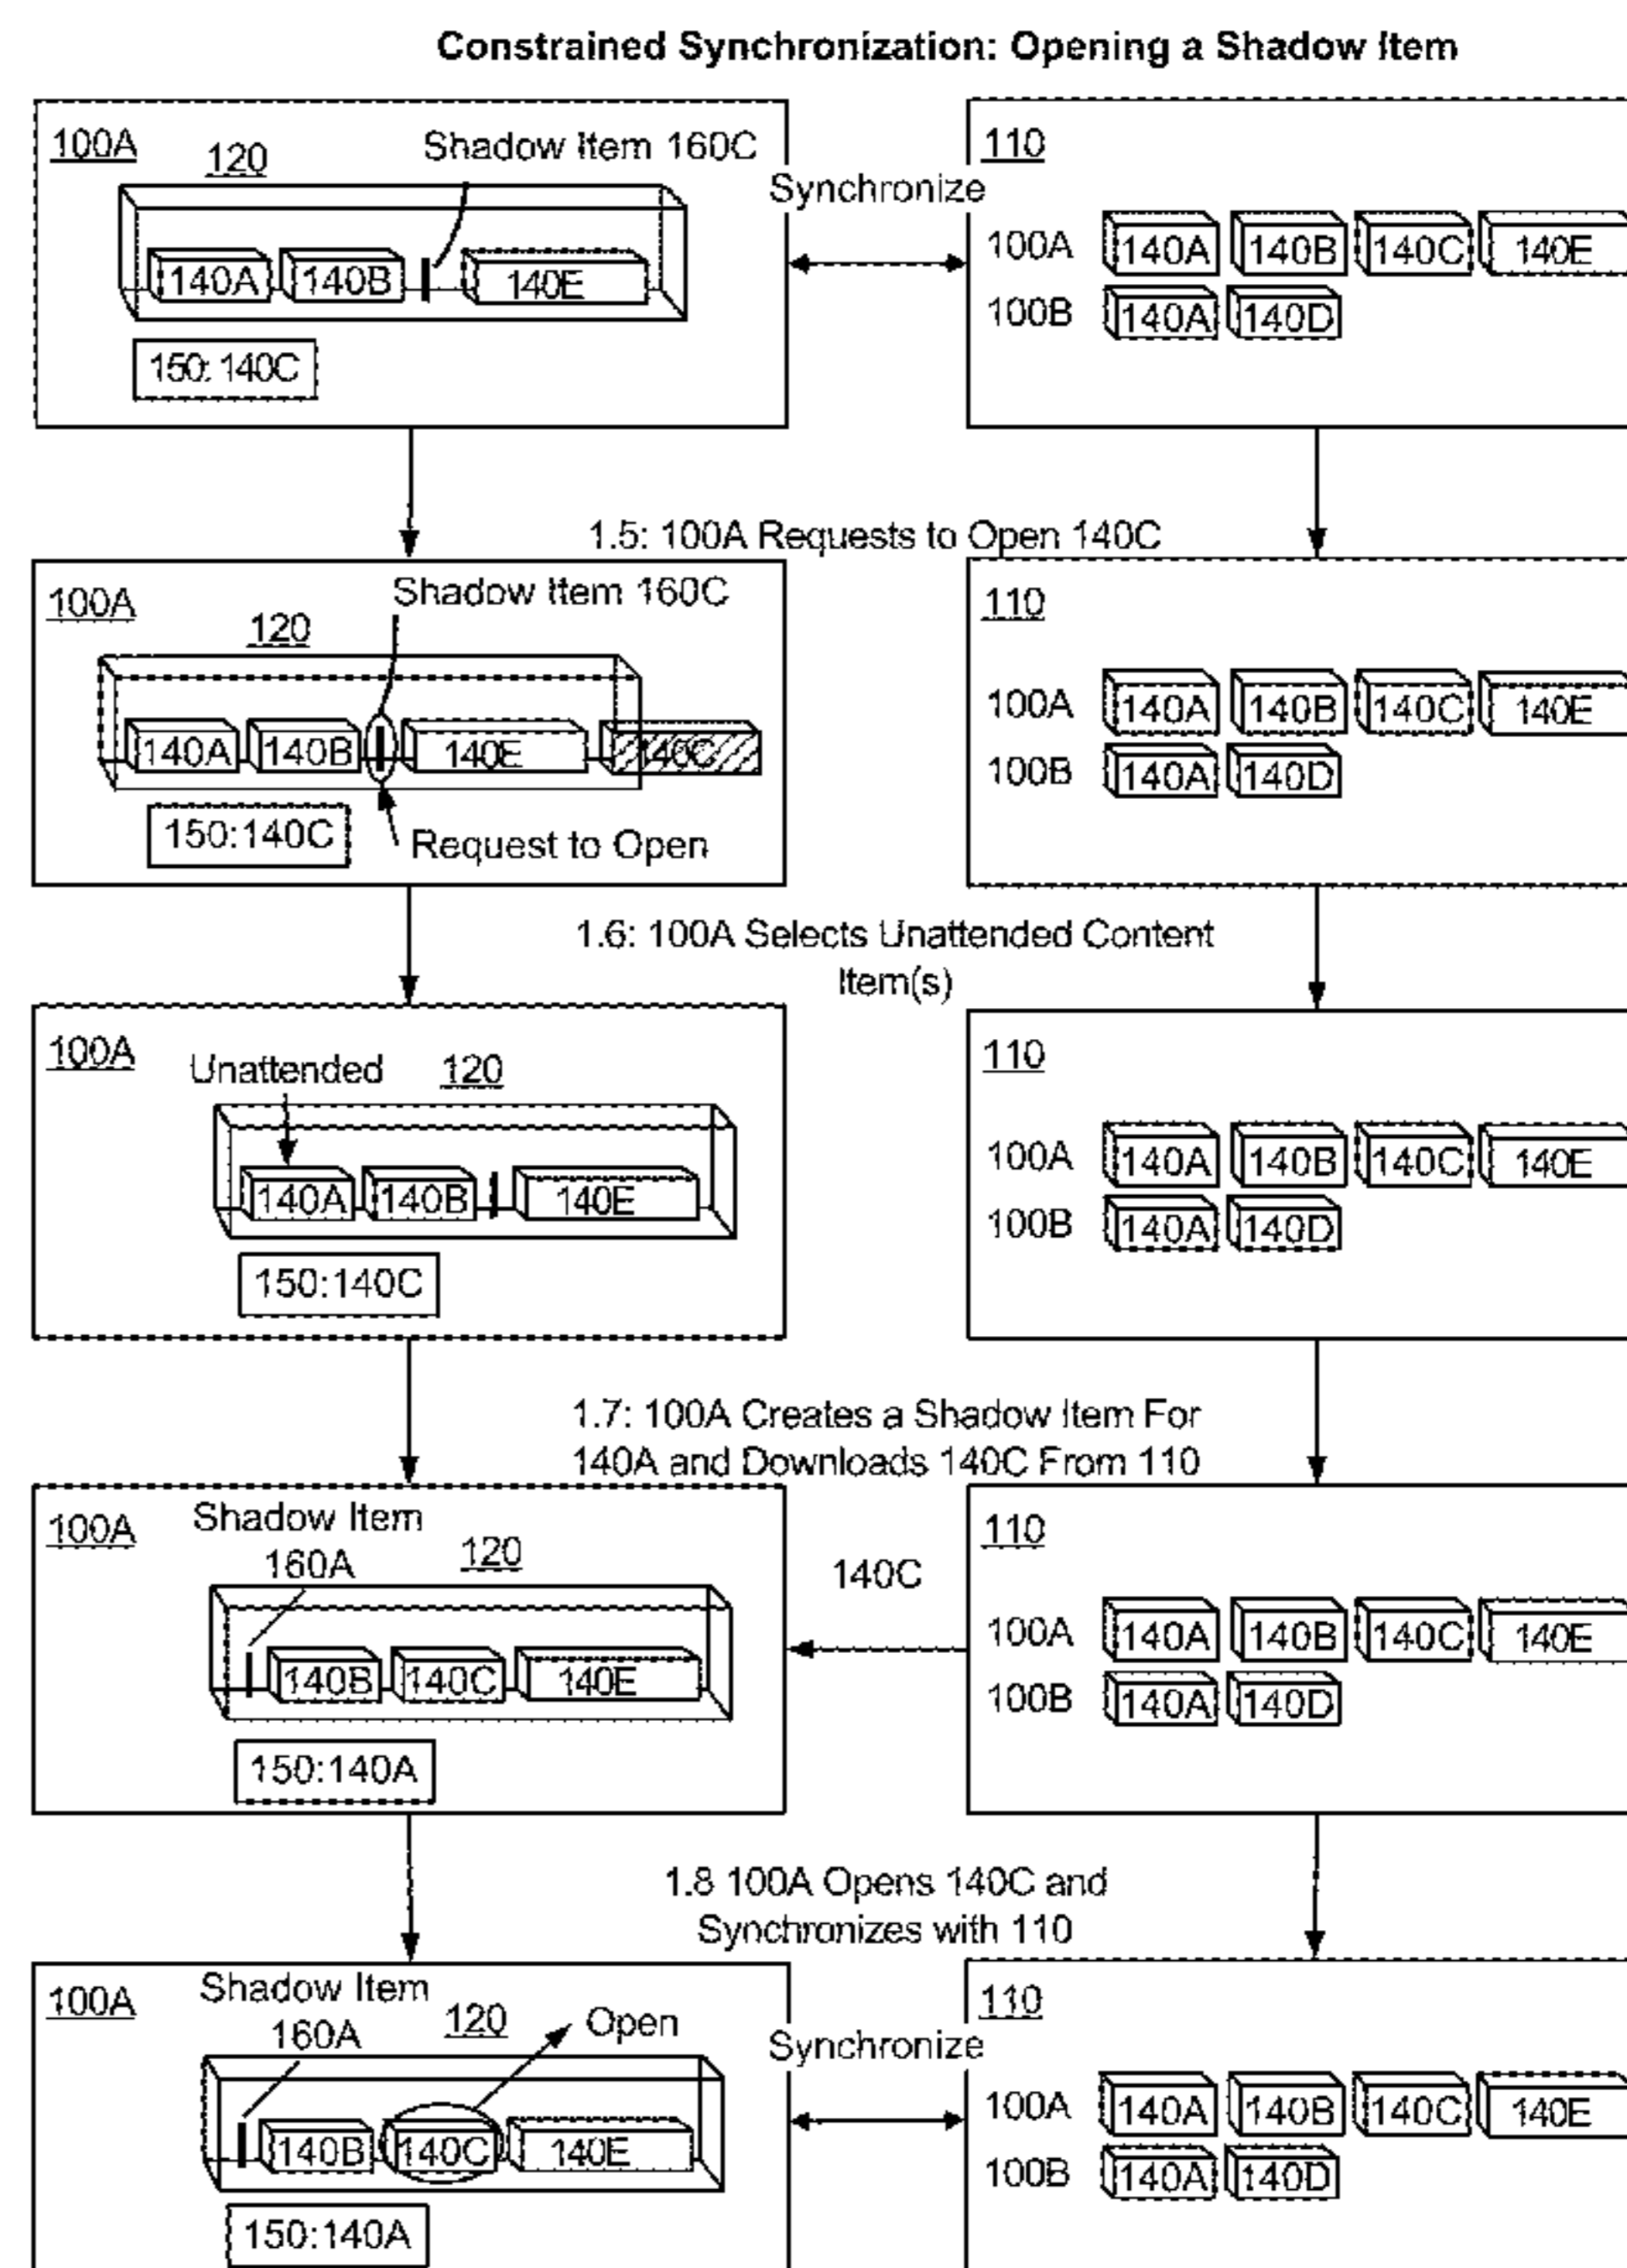 Constrained Synchronization: Opening a Shadow Item
100A
120
Shadow Item 160C
140A 140B 140E
150: 140C
Synchronize
110
100A 140A 140B 140C 140E
100B 140A 140D
1.5: 100A Requests to Open 140C
100A
Shadow Item 160C
120
140A 140B 140E 140C
150:140C
Request to Open
110
100A 140A 140B 140C 140E
100B 140A 140D
1.6: 100A Selects Unattended Content
Item(s)
100A
Unattended 120
140A 140B 140E
150:140C
110
100A 140A 140B 140C 140E
100B 140A 140D
1.7: 100A Creates a Shadow Item For
140A and Downloads 140C From 110
100A
Shadow Item
160A
120
140B 140C 140E
150:140A
140C
110
100A 140A 140B 140C 140E
100B 140A 140D
1.8 100A Opens 140C and
Synchronizes with 110
100A
Shadow Item
160A
120
Open
140B 140C 140E
150:140A
Synchronize
110
100A 140A 140B 140C 140E
100B 140A 140D